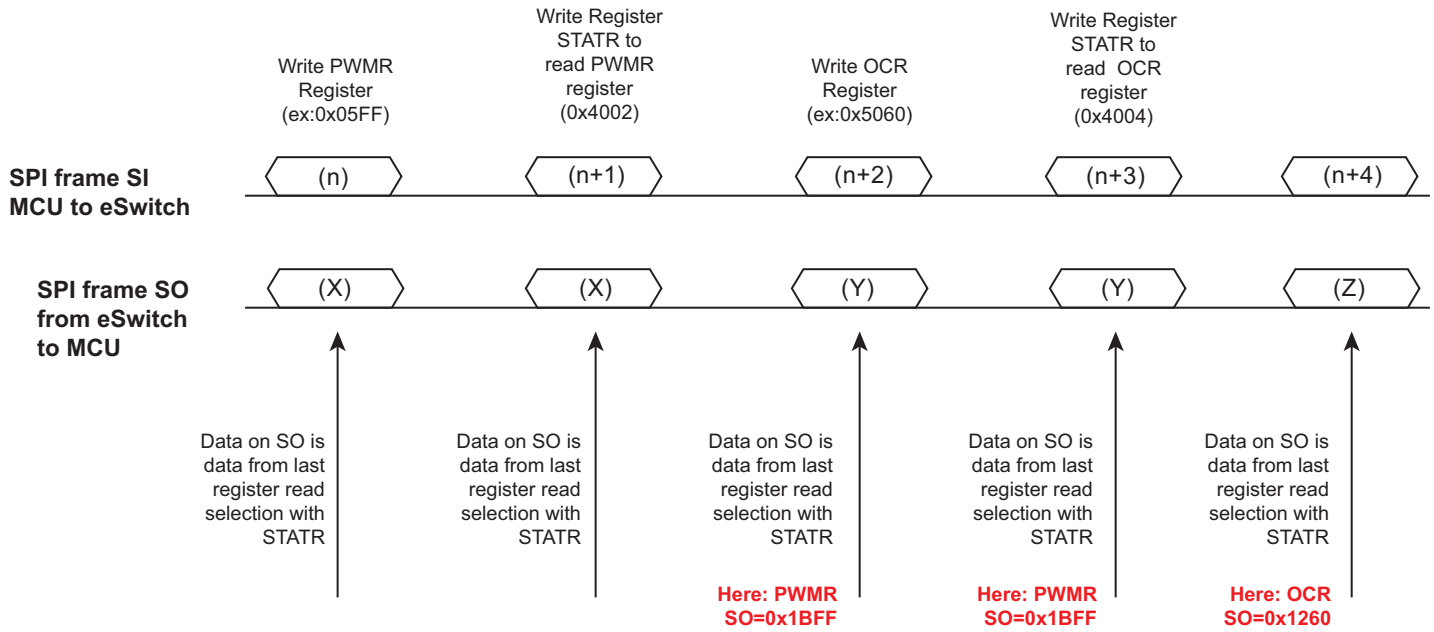 Write PWMR
Register
(ex:0x05FF)
Write Register
STATR to
read PWMR
register
(0x4002)
Write OCR
Register
(ex:0x5060)
Write Register
STATR to
read OCR
register
(0x4004)
SPI frame SI
MCU to eSwitch
(n)
(n+1)
(n+2)
(n+3)
(n+4)
SPI frame SO
from eSwitch
to MCU
(X)
(X)
(Y)
(Y)
(Z)
Data on SO is
data from last
register read
selection with
STATR
Data on SO is
data from last
register read
selection with
STATR
Data on SO is
data from last
register read
selection with
STATR
Here: PWMR
SO=0x1BFF
Data on SO is
data from last
register read
selection with
STATR
Here: PWMR
SO=0x1BFF
Data on SO is
data from last
register read
selection with
STATR
Here: OCR
SO=0x1260